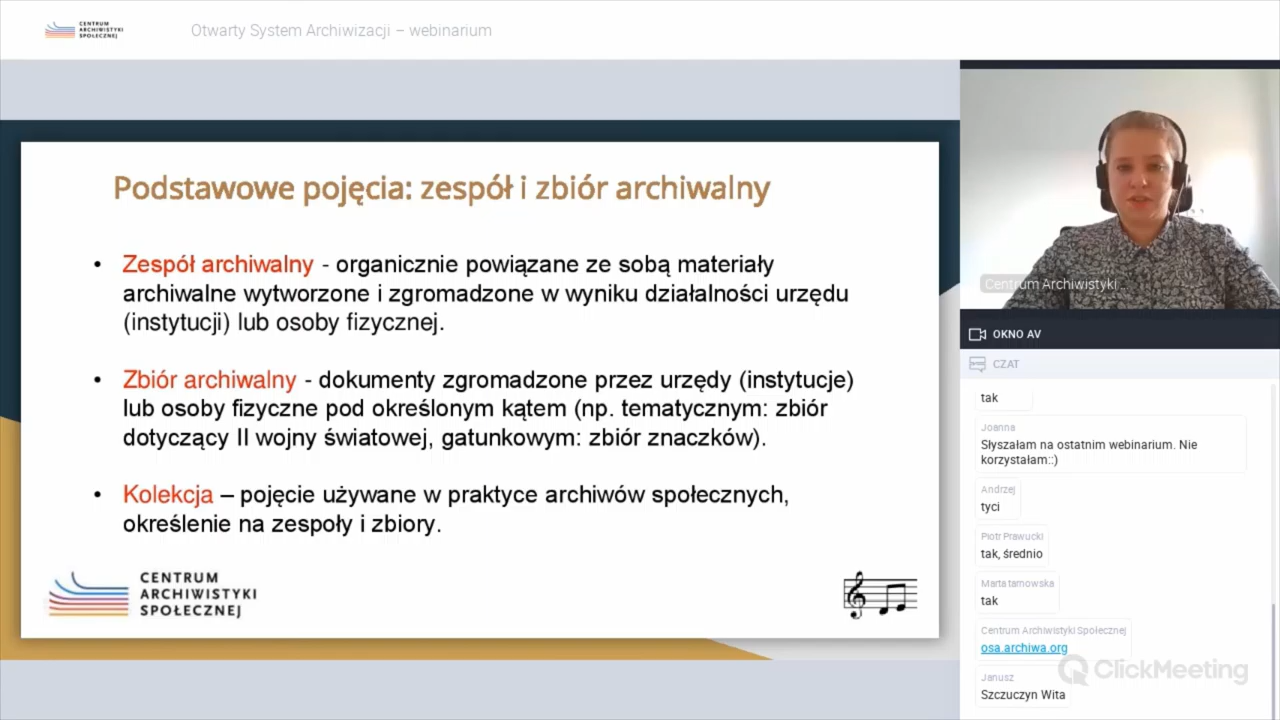 CENTRUM
ARCHIWISTYKI
SPOŁECZNEJ
Otwarty System Archiwizacji – webinarium
Podstawowe pojęcia: zespół i zbiór archiwalny
• Zespół archiwalny - organicznie powiązane ze sobą materiały
archiwalne wytworzone i zgromadzone w wyniku działalności urzędu
(instytucji) lub osoby fizycznej.
• Zbiór archiwalny - dokumenty zgromadzone przez urzędy (instytucje)
lub osoby fizyczne pod określonym kątem (np. tematycznym: zbiór
dotyczący II wojny światowej, gatunkowym: zbiór znaczków).
• Kolekcja – pojęcie używane w praktyce archiwów społecznych,
określenie na zespoły i zbiory.
CENTRUM
ARCHIWISTYKI
SPOŁECZNEJ
Centrum Archiwistyki ...
OKNO AV
CZAT
tak
Joanna
Słyszałam na ostatnim webinarium. Nie
korzystałam::)
Andrzej
tyci
Piotr Prawucki
tak, średnio
Marta tarnowska
tak
Centrum Archiwistyki Społecznej
osa.archiwa.org
ClickMeeting
Janusz
Szczuczyn Wita